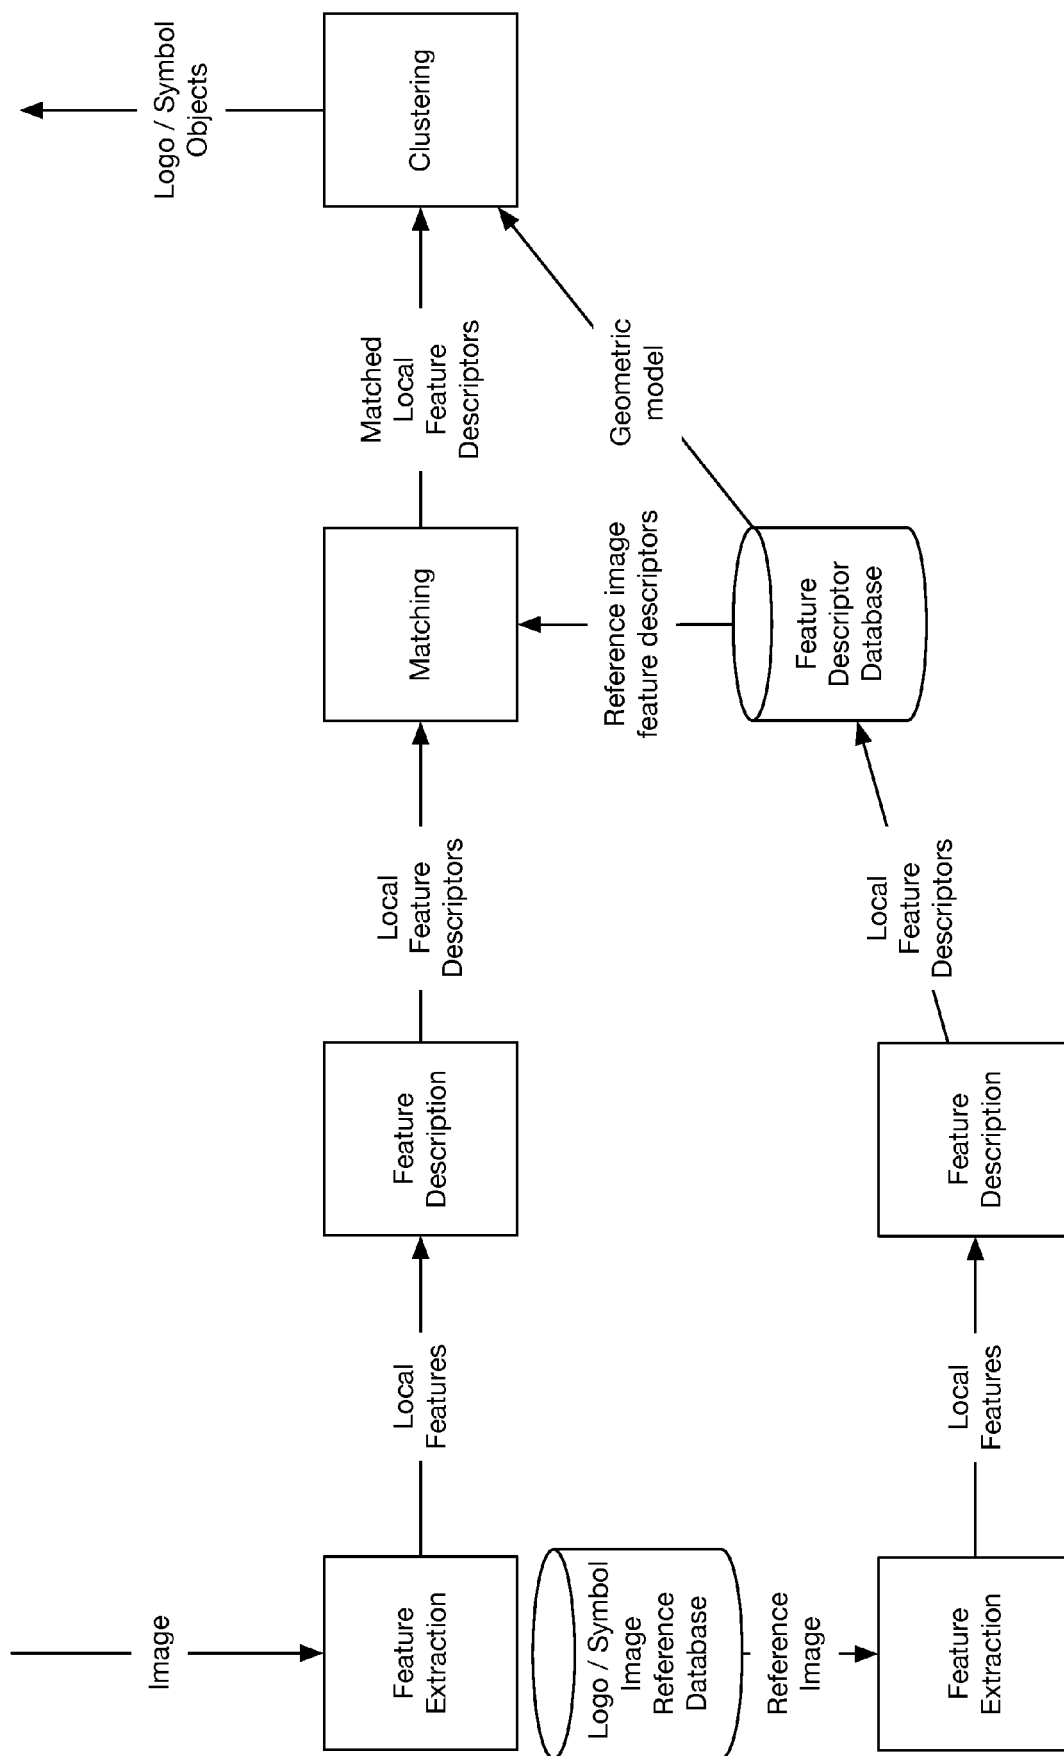 Image
Feature
Extraction
Local
Features
Feature
Description
Local
Feature
Descriptors
Matching
Matched
Local
Feature
Descriptors
Clustering
Logo / Symbol
Objects
Logo / Symbol
Image
Reference
Database
Reference
Image
Feature
Extraction
Local
Features
Feature
Description
Local
Feature
Descriptors
Feature
Descriptor
Database
Reference image
feature descriptors
Geometric
model